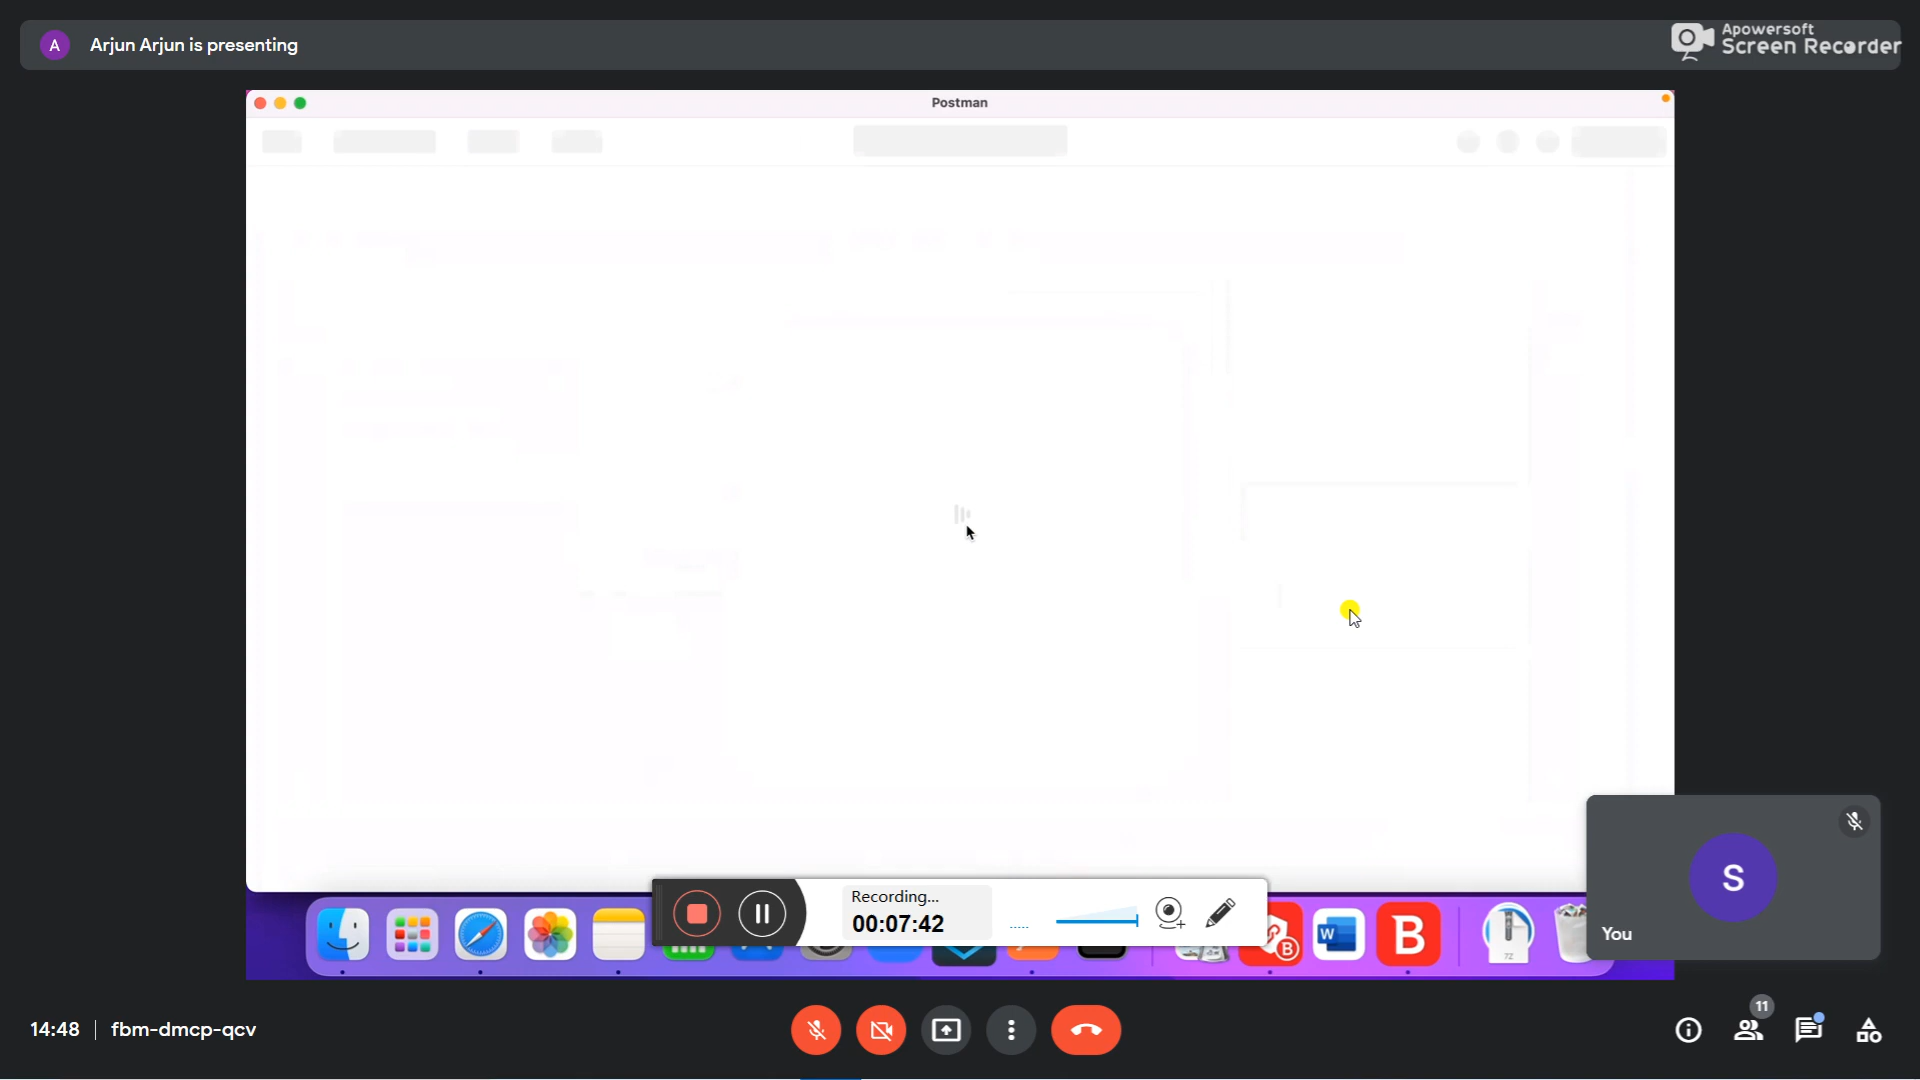 A
Arjun Arjun is presenting
Apowersoft
Screen Recorder
Postman
Recording...
00:07:42
W
B
B
7Z
S
You
14:48 | fbm-dmcp-qcv
11